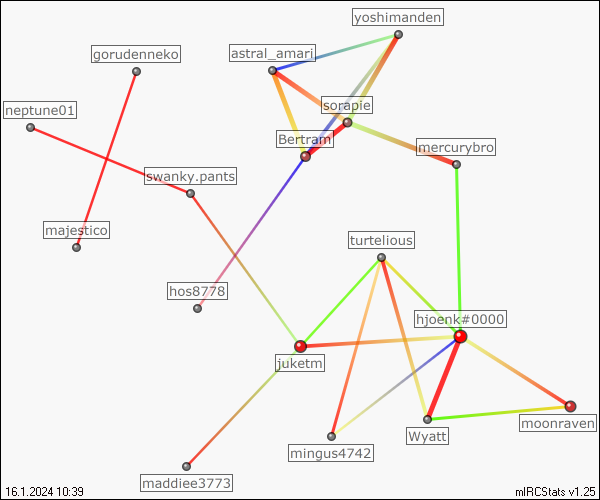 yoshimanden
gorudenneko
astral_amari
neptune01
sorapie
Bertram
mercurybro
swanky.pants
majestico
turtelious
hos8778
hjoenk#0000
juketm
moonraven
Wyatt
mingus4742
maddiee3773
16.1.2024 10:39
mIRCStats v1.25